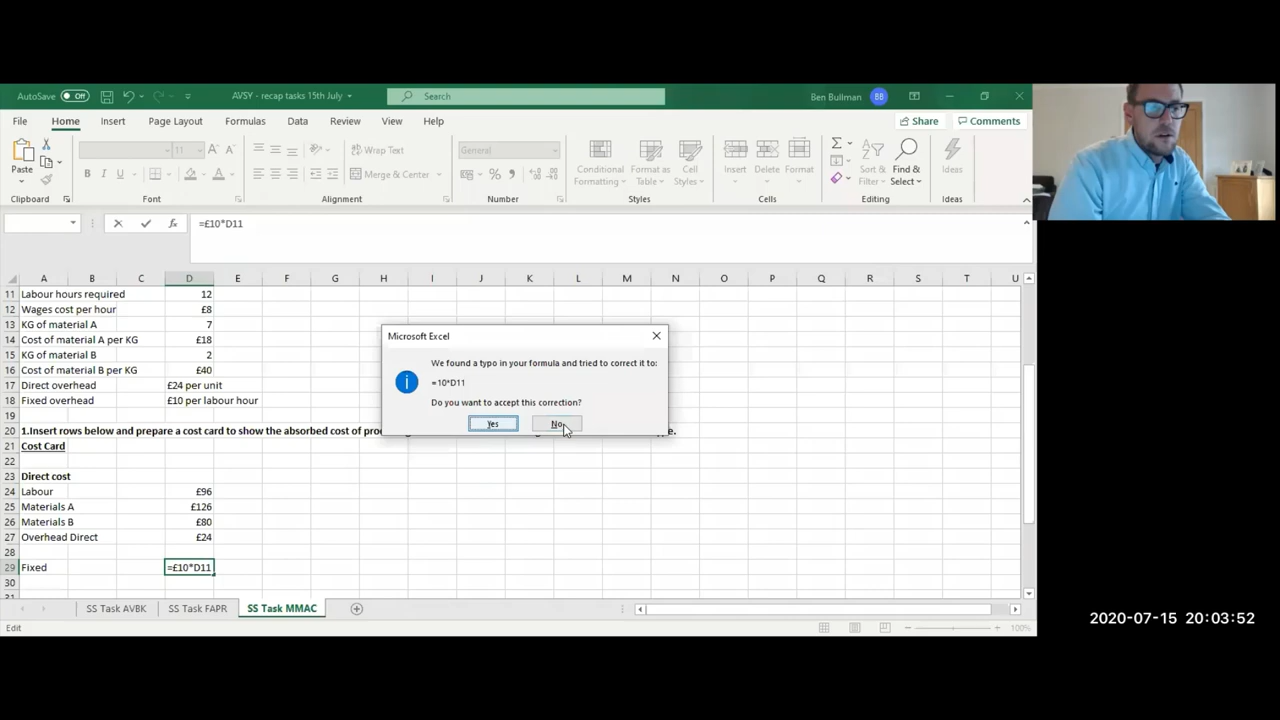 AutoSave Off AVSY - recap tasks 15th July Search Ben Bullman BB
File Home Insert Page Layout Formulas Data Review View Help Share Comments
11 A A Wrap Text General Σ
Paste B I U A Merge & Center % , Conditional Formatting Format as Table Cell Styles Insert Delete Format Sort & Filter Find & Select Ideas
Clipboard Font Alignment Number Styles Cells Editing Ideas
fx =£10*D11
A B C D E F G H I J K L M N O P Q R S T U
11 Labour hours required 12
12 Wages cost per hour £8
13 KG of material A 7
14 Cost of material A per KG £18
15 KG of material B 2
16 Cost of material B per KG £40
17 Direct overhead £24 per unit
18 Fixed overhead £10 per labour hour
19
20 1.Insert rows below and prepare a cost card to show the absorbed cost of
21 Cost Card
22
23 Direct cost
24 Labour £96
25 Materials A £126
26 Materials B £80
27 Overhead Direct £24
28
29 Fixed =£10*D11
30
Microsoft Excel
We found a typo in your formula and tried to correct it to:
=10*D11
Do you want to accept this correction?
Yes No
SS Task AVBK SS Task FAPR SS Task MMAC
Edit 100%
2020-07-15 20:03:52